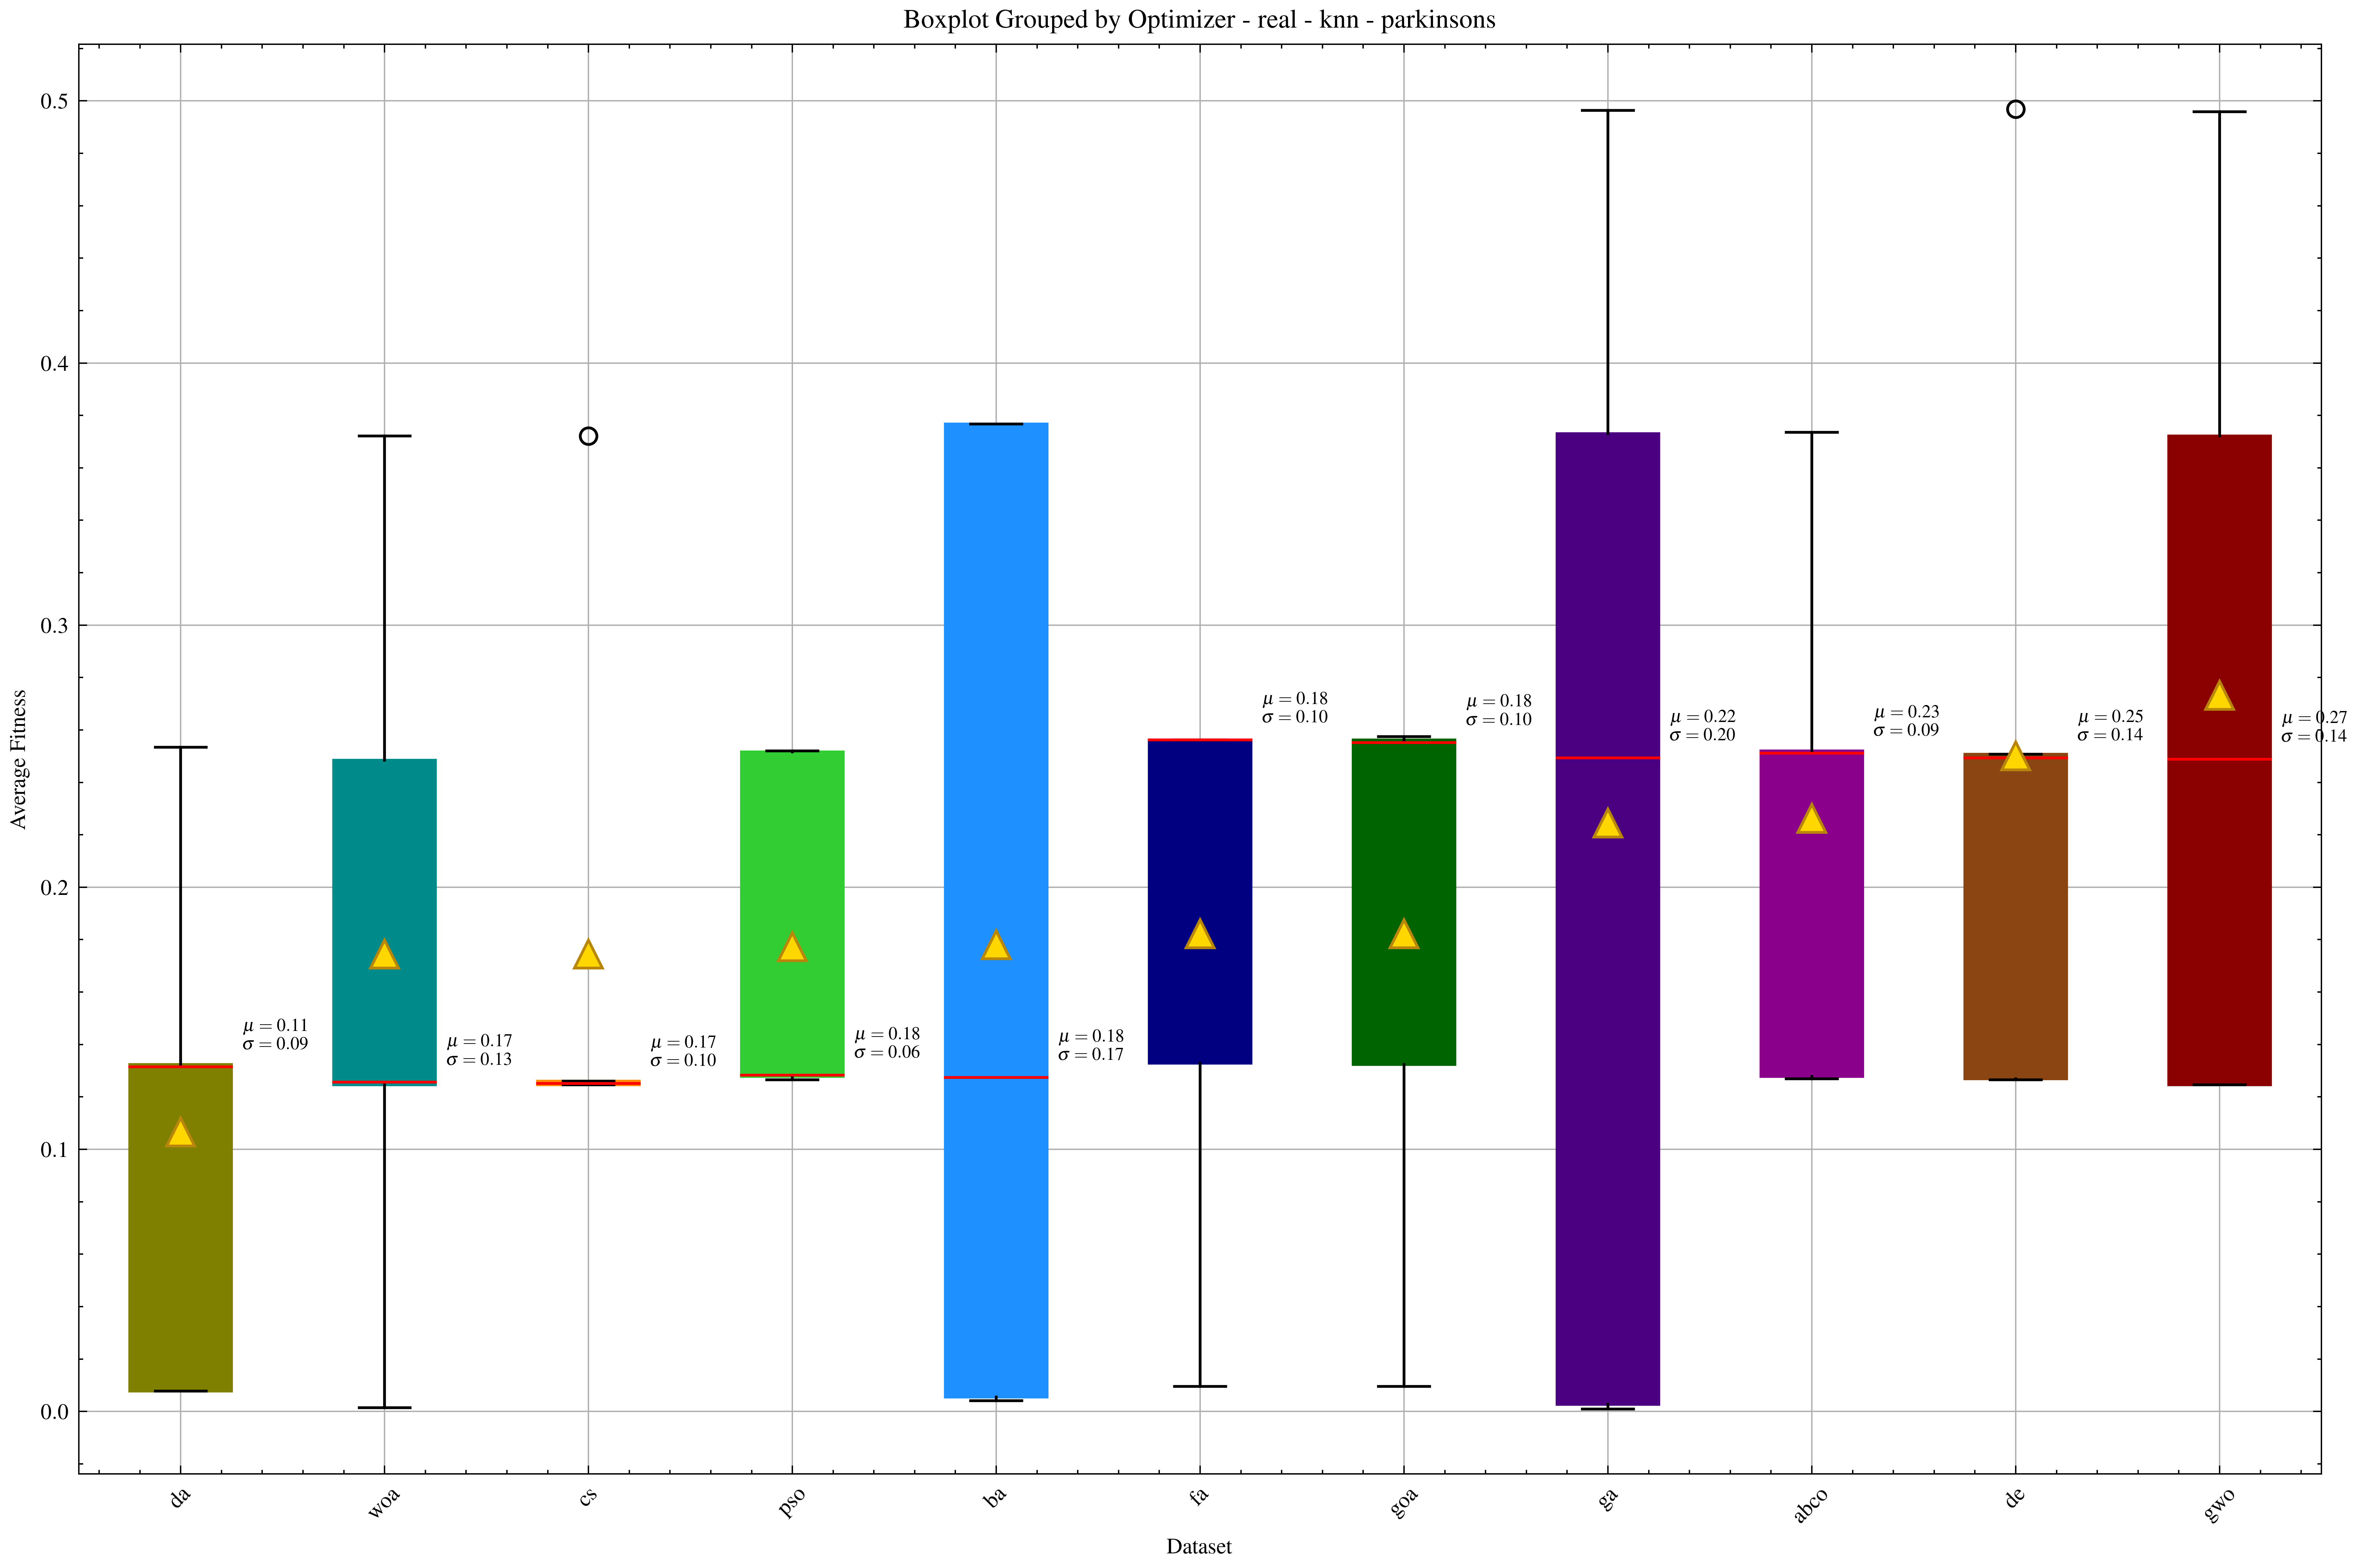 Boxplot Grouped by Optimizer - real - knn - parkinsons
Average Fitness
0.5
0.4
0.3
0.2
0.1
0.0
μ = 0.11
σ = 0.09
μ = 0.17
σ = 0.13
μ = 0.17
σ = 0.10
μ = 0.18
σ = 0.06
μ = 0.18
σ = 0.17
μ = 0.18
σ = 0.10
μ = 0.18
σ = 0.10
μ = 0.22
σ = 0.20
μ = 0.23
σ = 0.09
μ = 0.25
σ = 0.14
μ = 0.27
σ = 0.14
da
woa
cs
pso
ba
fa
goa
ga
abco
de
gwo
Dataset